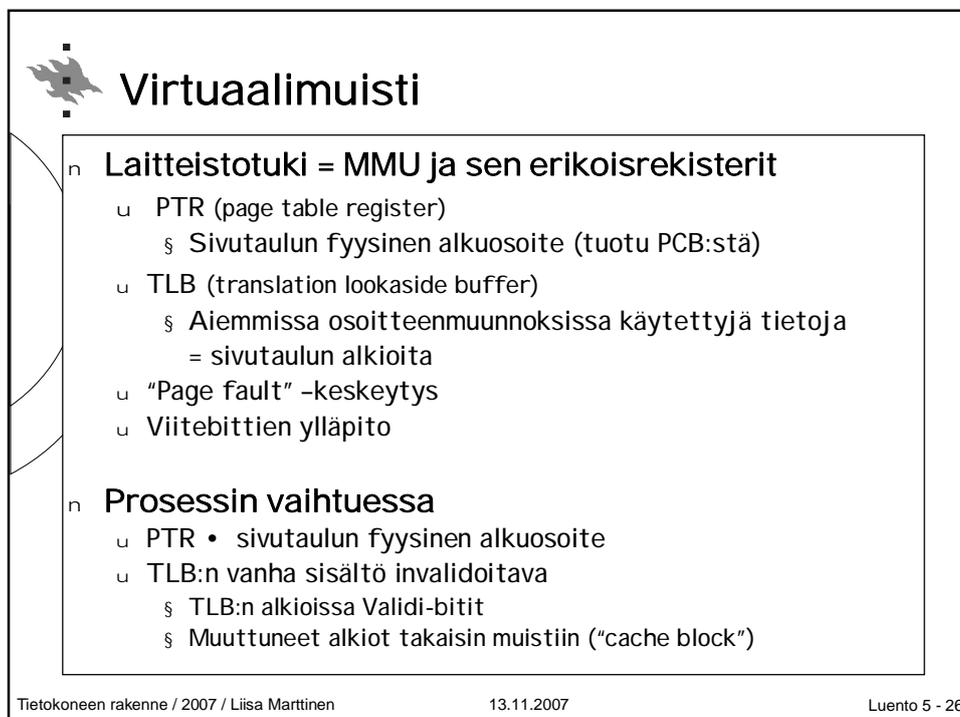 Virtuaalimuisti
n Laitteistotuki = MMU ja sen erikoisrekisterit
u PTR (page table register)
§ Sivutaulun fyysinen alkuosoite (tuotu PCB:stä)
u TLB (translation lookaside buffer)
§ Aiemmissa osoitteenmuunnoksissa käytettyjä tietoja
= sivutaulun alkioita
u “Page fault” –keskeytys
u Viitebittien ylläpito
n Prosessin vaihtuessa
u PTR • sivutaulun fyysinen alkuosoite
u TLB:n vanha sisältö invalidoitava
§ TLB:n alkioissa Validi-bitit
§ Muuttuneet alkiot takaisin muistiin (“cache block”)
Tietokoneen rakenne / 2007 / Liisa Marttinen 13.11.2007 Luento 5 - 26